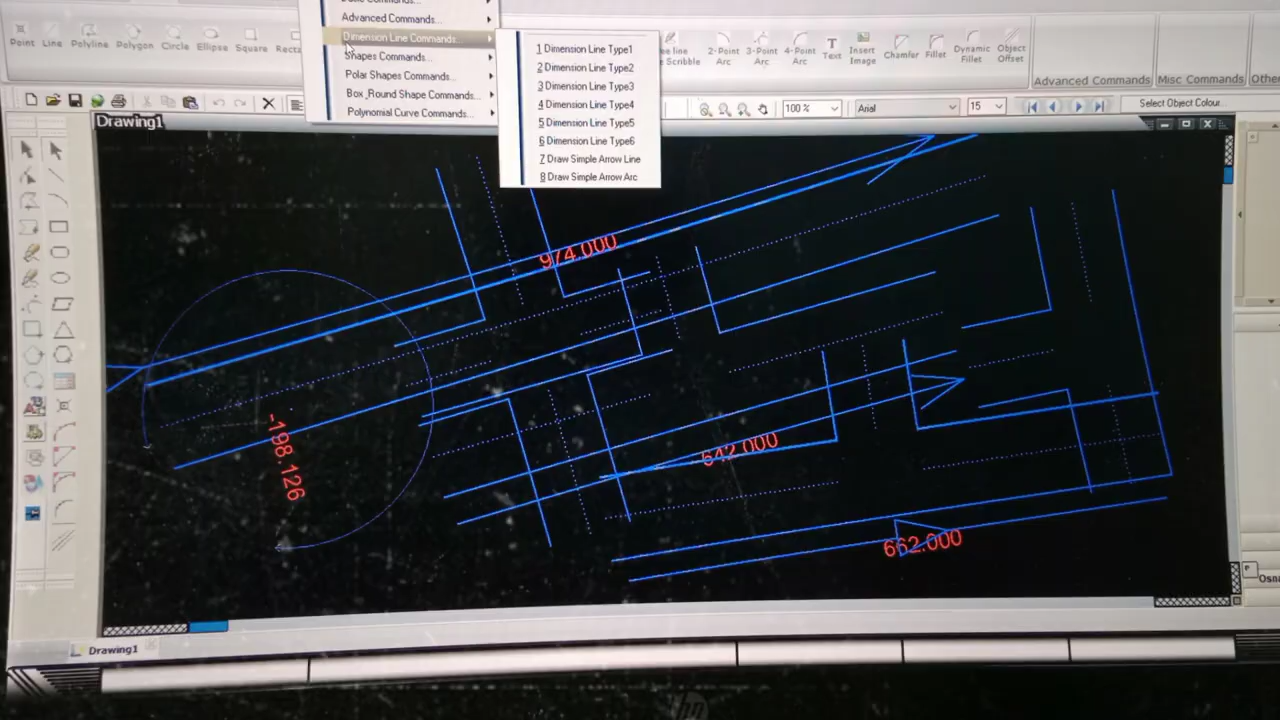 Advanced Commands...
Dimension Line Commands...
Shapes Commands...
Polar Shapes Commands...
Box ,Round Shape Commands...
Polynomial Curve Commands...
1 Dimension Line Type1
2 Dimension Line Type2
3 Dimension Line Type3
4 Dimension Line Type4
5 Dimension Line Type5
6 Dimension Line Type6
7 Draw Simple Arrow Line
8 Draw Simple Arrow Arc
Point Line Polyline Polygon Circle Ellipse Square
line Scribble
2-Point Arc
3-Point Arc
4-Point Arc
Text
Insert Image
Chamfer
Fillet
Dynamic Fillet
Object Offset
Advanced Commands
Misc Commands
100 %
Arial
15
Select Object Colour...
Drawing1
974.000
-198.126
642.000
662.000
Drawing1
hp